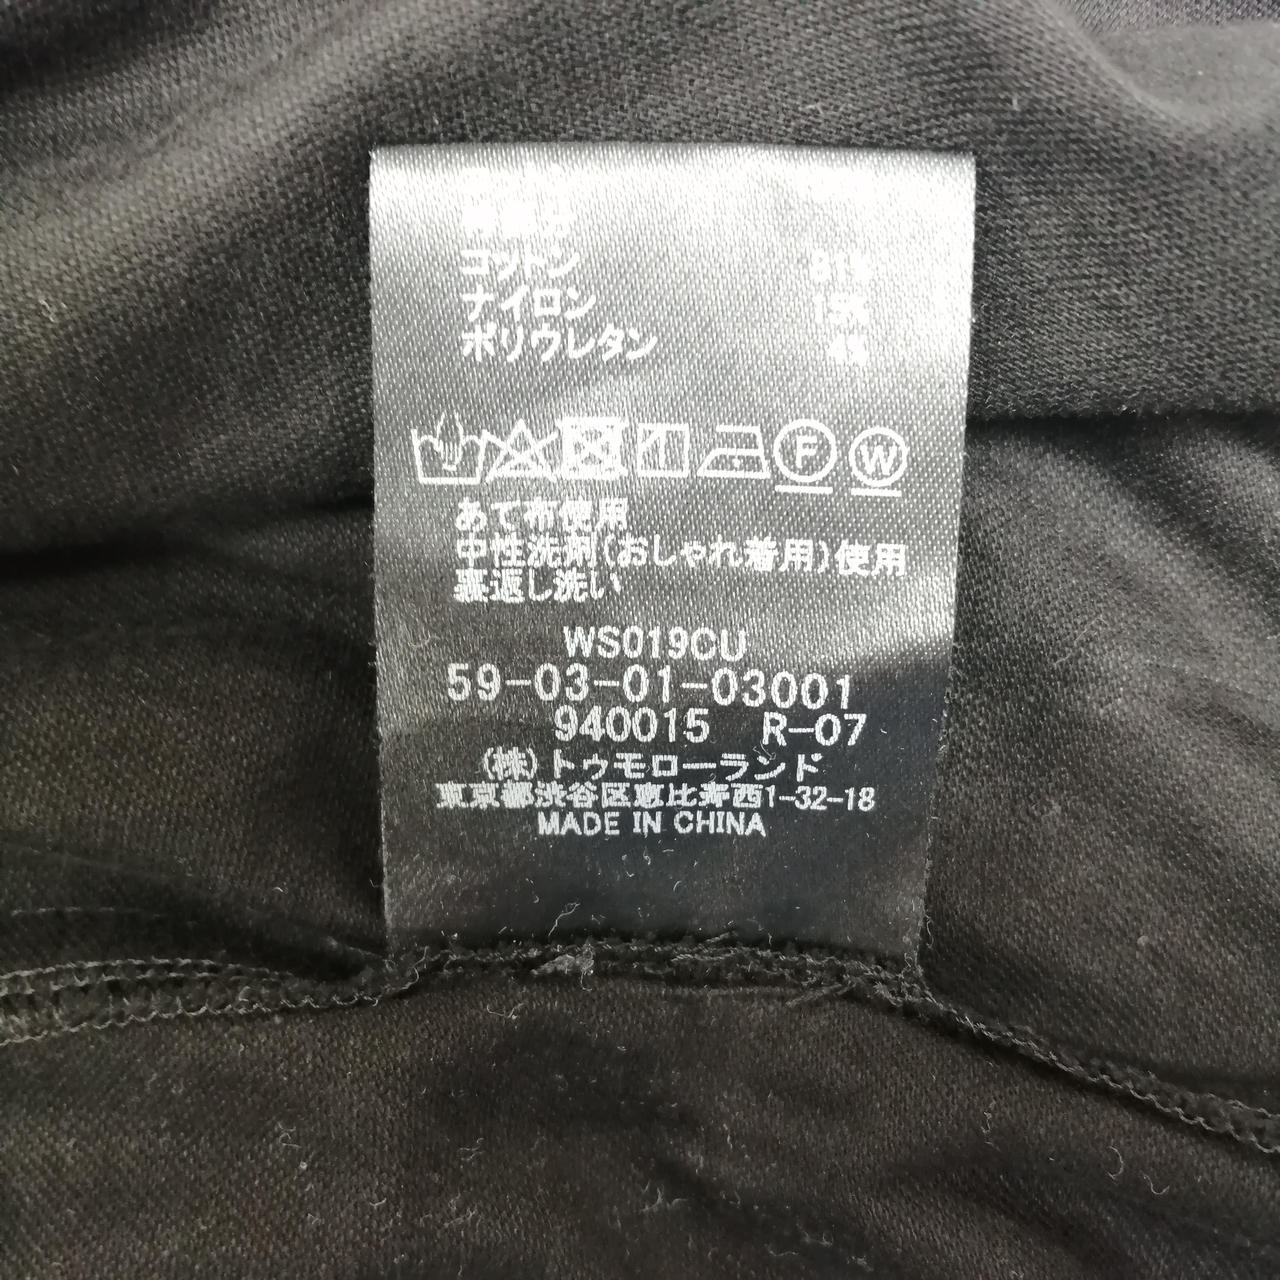 コットン 81%
ナイロン 15%
ポリウレタン 4%
F W
あて布使用
中性洗剤(おしゃれ着用)使用
裏返し洗い
WS019CU
59-03-01-03001
940015 R-07
(株)トゥモローランド
東京都渋谷区恵比寿西1-32-18
MADE IN CHINA